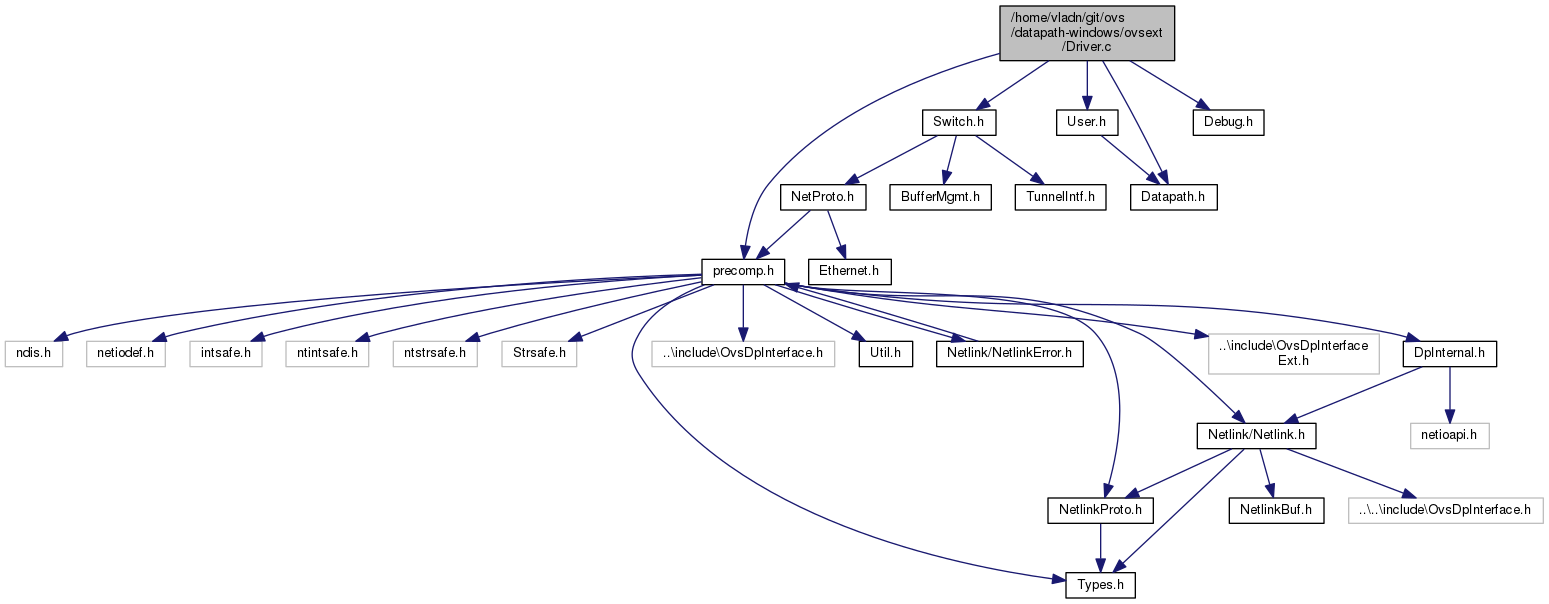 /home/vladn/git/ovs
/datapath-windows/ovsext
/Driver.c
Switch.h
User.h
Debug.h
NetProto.h
BufferMgmt.h
TunnelIntf.h
Datapath.h
precomp.h
Ethernet.h
ndis.h
netiodef.h
intsafe.h
ntintsafe.h
ntstrsafe.h
Strsafe.h
..\include\OvsDpInterface.h
Util.h
Netlink/NetlinkError.h
..\include\OvsDpInterface
Ext.h
DpInternal.h
Netlink/Netlink.h
netioapi.h
NetlinkProto.h
NetlinkBuf.h
..\..\include\OvsDpInterface.h
Types.h